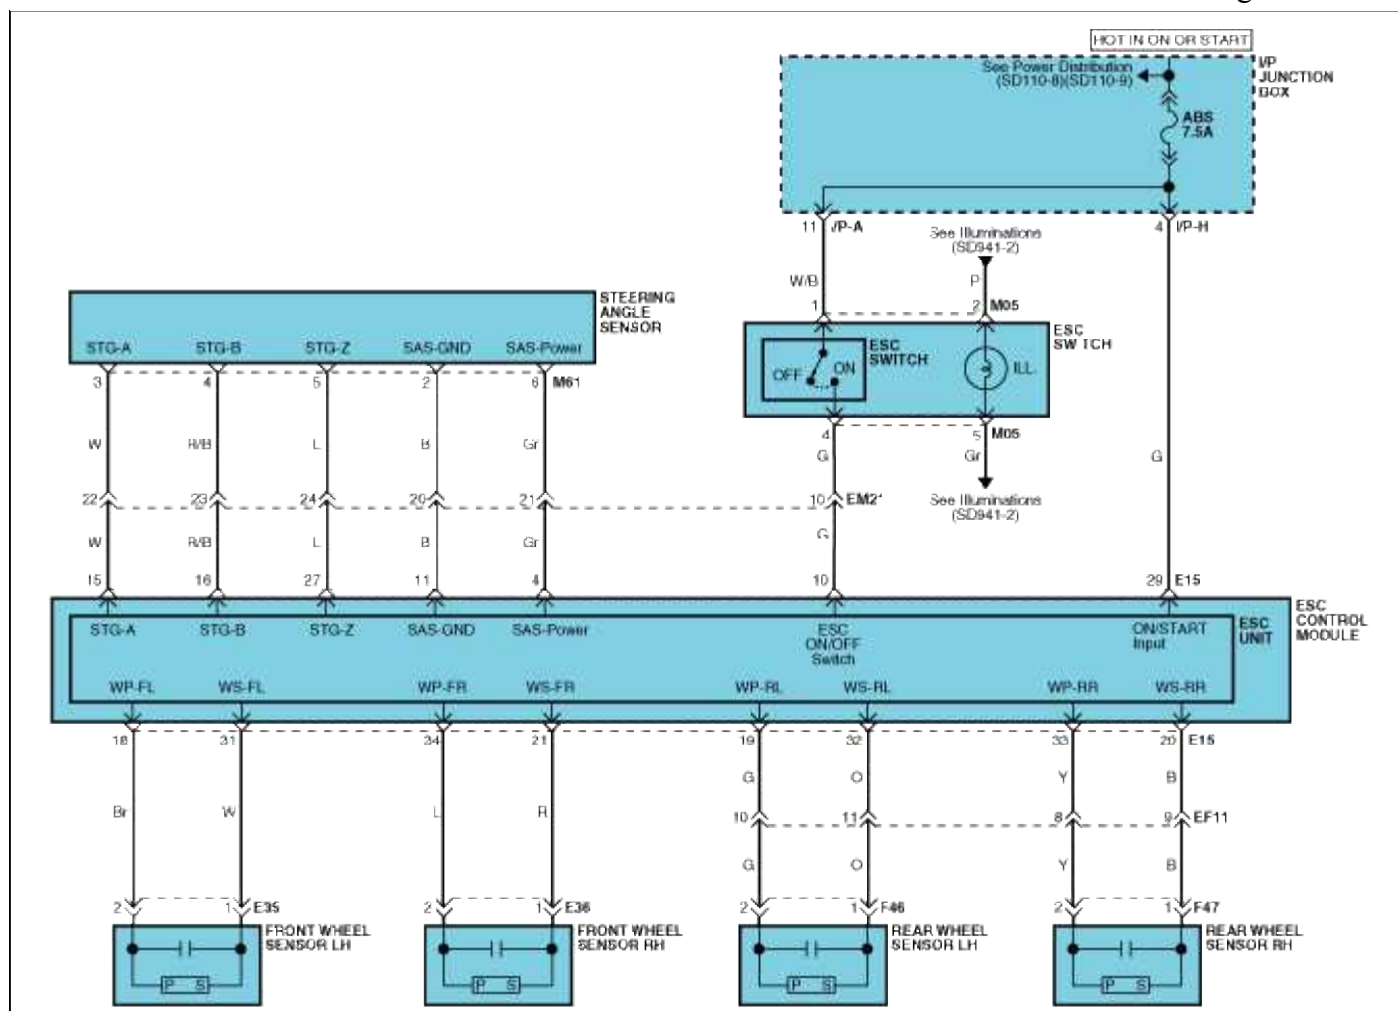 HOT IN ON OR START
See Power Distribution
(SD110-8)(SD110-9)
I/P
JUNCTION
BOX
ABS
7.5A
11 I/P-A
4 I/P-H
See Illuminations
(SD941-2)
W/B
P
1
2 M05
STEERING
ANGLE
SENSOR
STG-A STG-B STG-Z SAS-GND SAS-Power
ESC
SWITCH
OFF ON
ILL.
ESC
3 4 5 2 6 M61
4
5 M05
W R/B L B Gr
G
Gr
G
22 23 24 20 21
10
See Illuminations
(SD941-2)
W R/B L B Gr
G
15 16 27 11 4 10 29 E15
STG-A STG-B STG-Z SAS-GND SAS-Power
ESC
ON/OFF
Switch
ON/START
Input
ESC
UNIT
ESC
CONTROL
MODULE
WP-FL WS-FL WP-FR WS-FR WP-RL WS-RL WP-RR WS-RR
18 31 34 21 19 32 33 20 E15
G O Y B
Br W L R
10 11 8 9 EF11
G O Y B
2 1 E35
2 1 E36
2 1 F46
2 1 F47
FRONT WHEEL
SENSOR LH
FRONT WHEEL
SENSOR RH
REAR WHEEL
SENSOR LH
REAR WHEEL
SENSOR RH
P S
P S
P S
P S